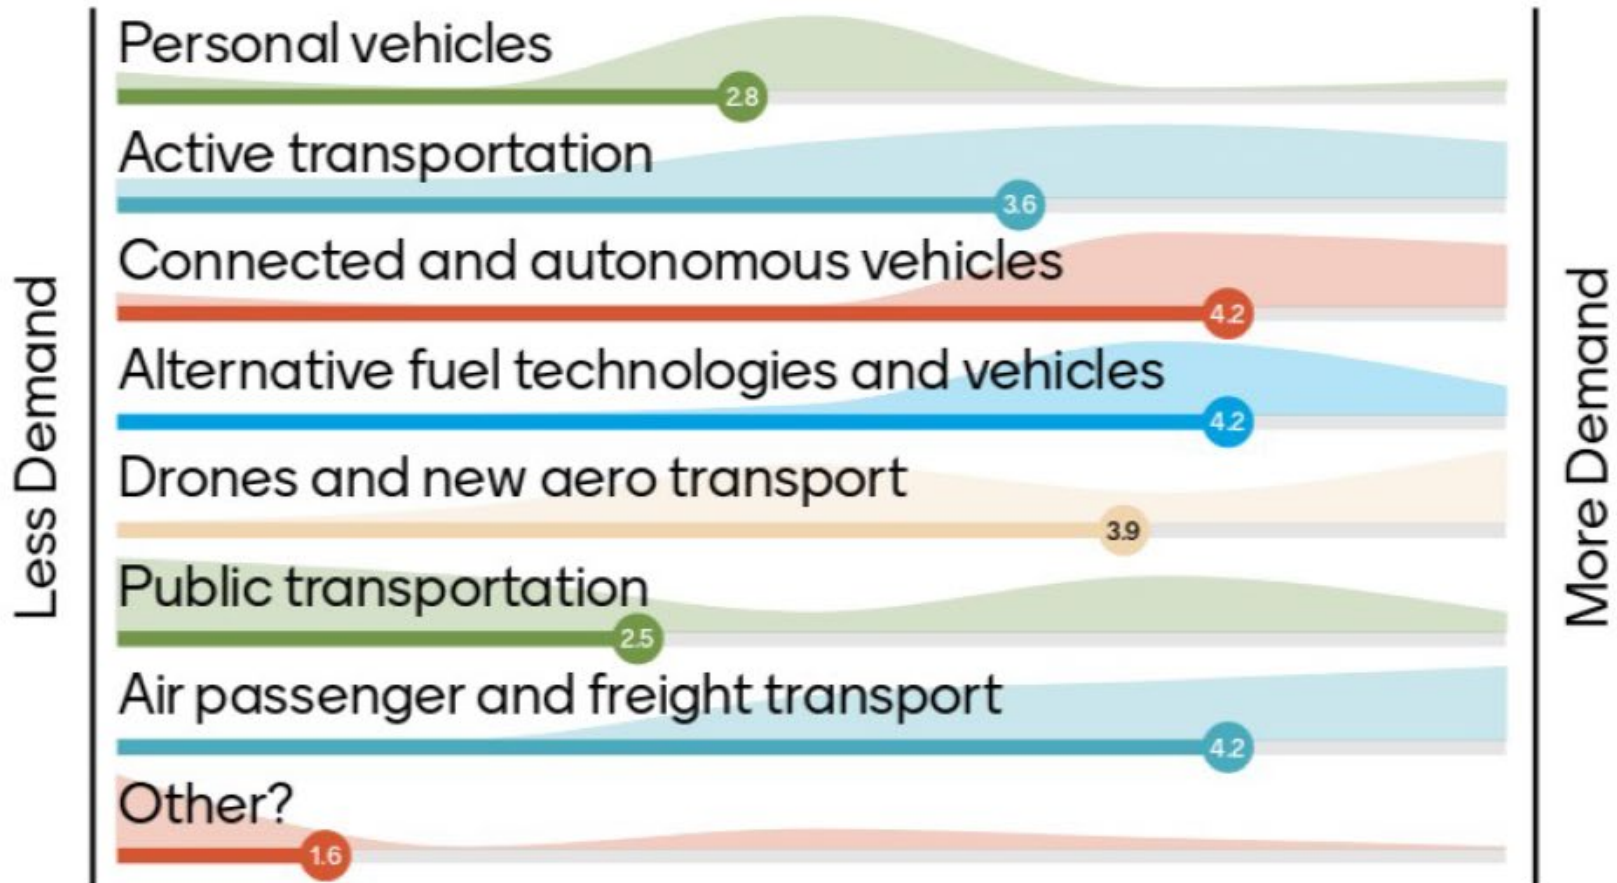 Less Demand
Personal vehicles
2.8
Active transportation
3.6
Connected and autonomous vehicles
4.2
Alternative fuel technologies and vehicles
4.2
Drones and new aero transport
3.9
Public transportation
2.5
Air passenger and freight transport
4.2
Other?
1.6
More Demand